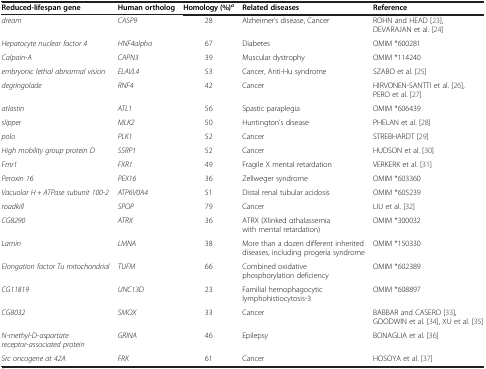 Reduced-lifespan gene Human ortholog Homology (%)a Related diseases Reference
dream CASP9 28 Alzheimer's disease, Cancer ROHN and HEAD [23],
DEVARAJAN et al. [24]
Hepatocyte nuclear factor 4 HNF4alpha 67 Diabetes OMIM *600281
Calpain-A CAPN3 39 Muscular dystrophy OMIM *114240
embryonic lethal abnormal vision ELAVL4 53 Cancer, Anti-Hu syndrome SZABO et al. [25]
degringolade RNF4 42 Cancer HIRVONEN-SANTTI et al. [26],
PERO et al. [27]
atlastin ATL1 56 Spastic paraplegia OMIM *606439
slipper MLK2 50 Huntington's disease PHELAN et al. [28]
polo PLK1 52 Cancer STREBHARDT [29]
High mobility group protein D SSRP1 52 Cancer HUDSON et al. [30]
Fmr1 FXR1 49 Fragile X mental retardation VERKERK et al. [31]
Peroxin 16 PEX16 36 Zellweger syndrome OMIM *603360
Vacuolar H + ATPase subunit 100-2 ATP6V0A4 51 Distal renal tubular acidosis OMIM *605239
roadkill SPOP 79 Cancer LIU et al. [32]
CG8290 ATRX 36 ATRX (Xlinked αthalassemia OMIM *300032
with mental retardation)
Lamin LMNA 38 More than a dozen different inherited OMIM *150330
diseases, including progeria syndrome
Elongation factor Tu mitochondrial TUFM 66 Combined oxidative OMIM *602389
phosphorylation deficiency
CG11819 UNC13D 23 Familial hemophagocytic OMIM *608897
lymphohistiocytosis-3
CG8032 SMOX 33 Cancer BABBAR and CASERO [33],
GOODWIN et al. [34], XU et al. [35]
N-methyl-D-aspartate GRINA 46 Epilepsy BONAGLIA et al. [36]
receptor-associated protein
Src oncogene at 42A FRK 61 Cancer HOSOYA et al. [37]